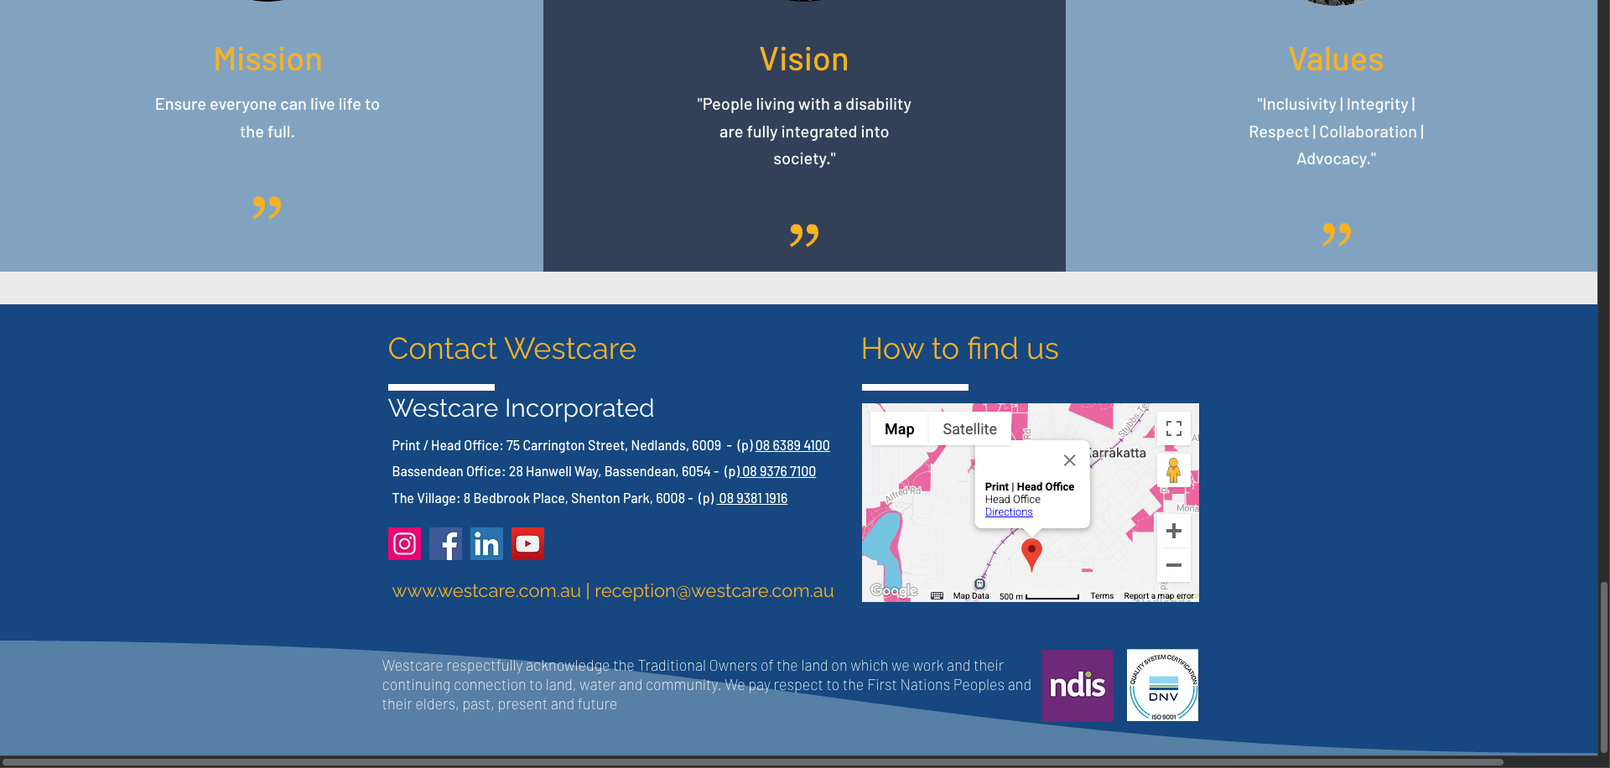 Mission
Ensure everyone can live life to
the full.
”
Vision
"People living with a disability
are fully integrated into
society."
”
Values
"Inclusivity | Integrity |
Respect | Collaboration |
Advocacy."
”
Contact Westcare
Westcare Incorporated
Print / Head Office: 75 Carrington Street, Nedlands, 6009 - (p) 08 6389 4100
Bassendean Office: 28 Hanwell Way, Bassendean, 6054 - (p) 08 9376 7100
The Village: 8 Bedbrook Place, Shenton Park, 6008 - (p) 08 9381 1916
in
www.westcare.com.au | reception@westcare.com.au
How to find us
Map Satellite
Stubbs Te
Rd
Karrakatta
Print | Head Office
Head Office
Directions
Alfred Rd
Mona
Google
Map Data 500 m Terms Report a map error
Westcare respectfully acknowledge the Traditional Owners of the land on which we work and their
continuing connection to land, water and community. We pay respect to the First Nations Peoples and
their elders, past, present and future
ndis
QUALITY SYSTEM CERTIFICATION
DNV
ISO 9001